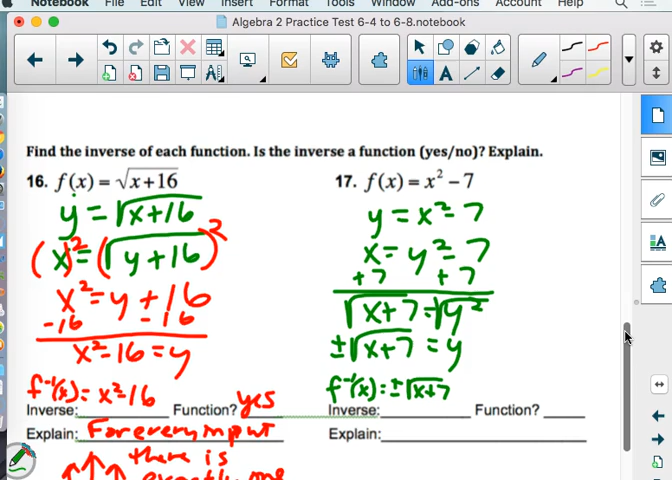 Notebook File Edit View Insert Format Tools Window Add-Ons Account Help
Algebra 2 Practice Test 6-4 to 6-8.notebook
Find the inverse of each function. Is the inverse a function (yes/no)? Explain.
16. f(x) = √x+16
y = √x+16
(x)² = (√y+16)²
x² = y + 16
-16 -16
x²-16 = y
f⁻¹(x) = x²-16
Inverse: Function? yes
Explain: For every input
there is
exactly one
17. f(x) = x² – 7
y = x² - 7
x = y² - 7
+7 +7
√x+7 = √y²
±√x+7 = y
f⁻¹(x) = ±√x+7
Inverse: Function?
Explain: